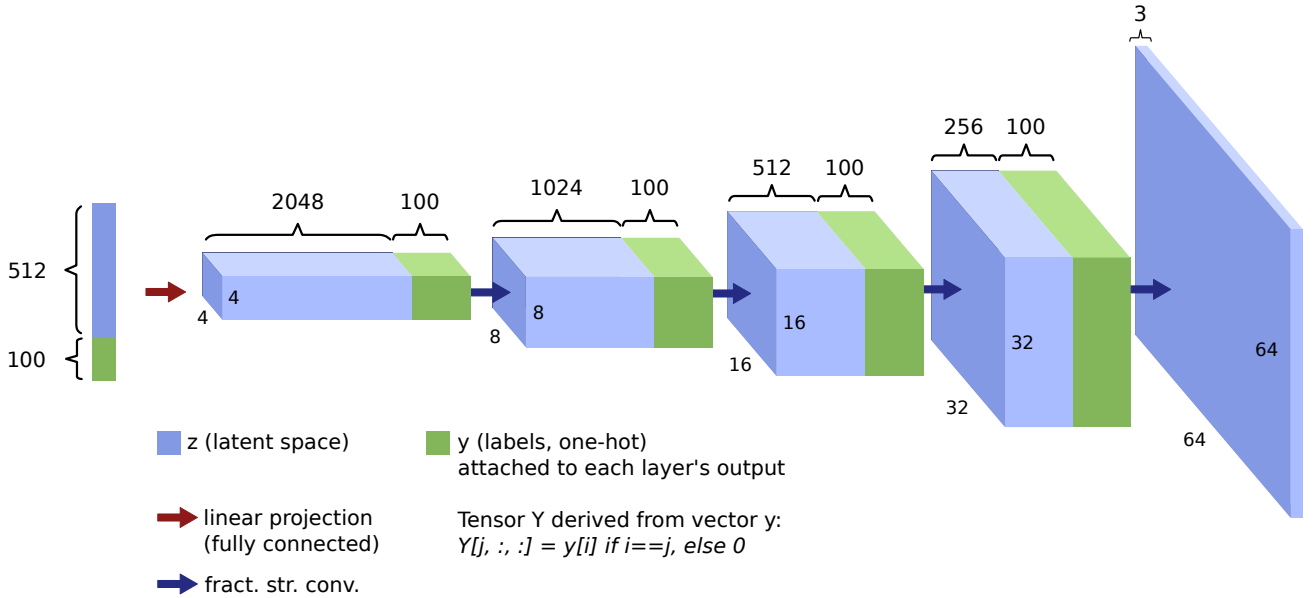 3
256
100
512
100
1024
100
2048
100
512
100
4
4
8
8
16
16
32
32
64
64
z (latent space)
y (labels, one-hot)
attached to each layer's output
linear projection
(fully connected)
Tensor Y derived from vector y:
Y[j, :, :] = y[i] if i==j, else 0
fract. str. conv.